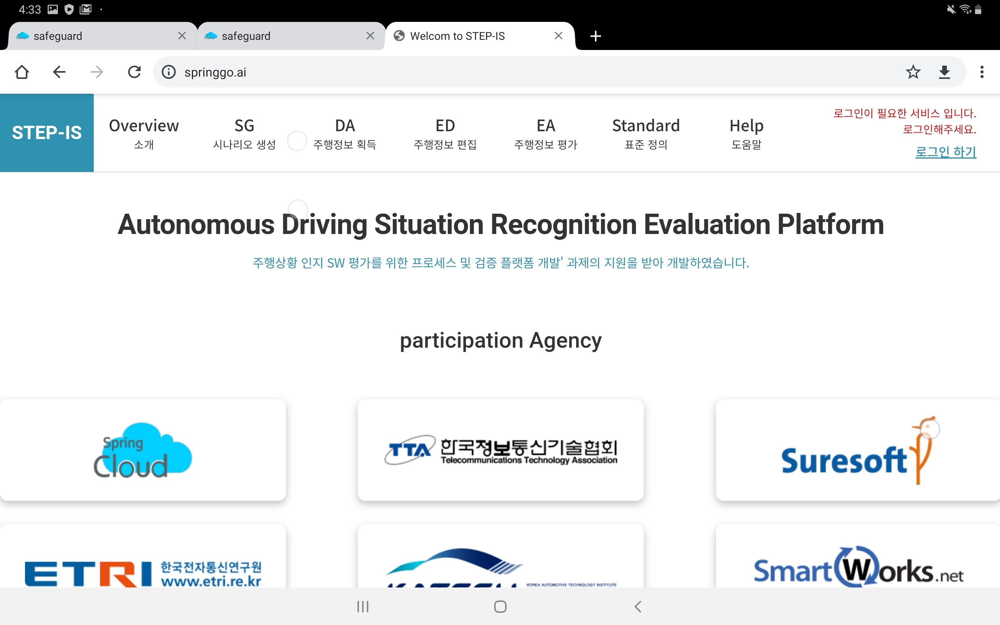 4:33
safeguard
safeguard
Welcom to STEP-IS
springgo.ai
STEP-IS
Overview
소개
SG
시나리오 생성
DA
주행정보 획득
ED
주행정보 편집
EA
주행정보 평가
Standard
표준 정의
Help
도움말
로그인이 필요한 서비스 입니다.
로그인해주세요.
로그인 하기
Autonomous Driving Situation Recognition Evaluation Platform
주행상황 인지 SW 평가를 위한 프로세스 및 검증 플랫폼 개발' 과제의 지원을 받아 개발하였습니다.
participation Agency
Spring
Cloud
TTA 한국정보통신기술협회
Telecommunications Technology Association
Suresoft
ETRI 한국전자통신연구원
www.etri.re.kr
KATECH KOREA AUTOMOTIVE TECHNOLOGY INSTITUTE
SmartWorks.net